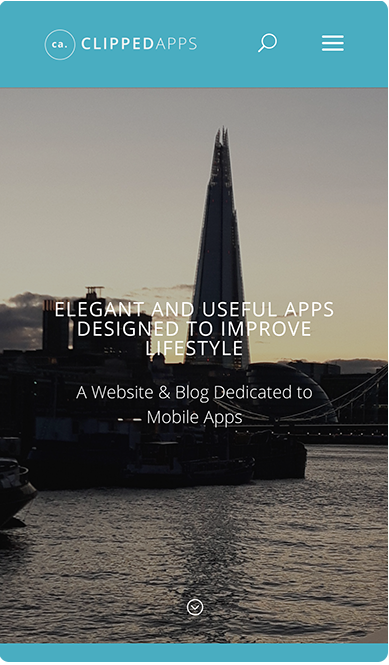 ca. CLIPPEDAPPS
ELEGANT AND USEFUL APPS
DESIGNED TO IMPROVE
LIFESTYLE
A Website & Blog Dedicated to
Mobile Apps